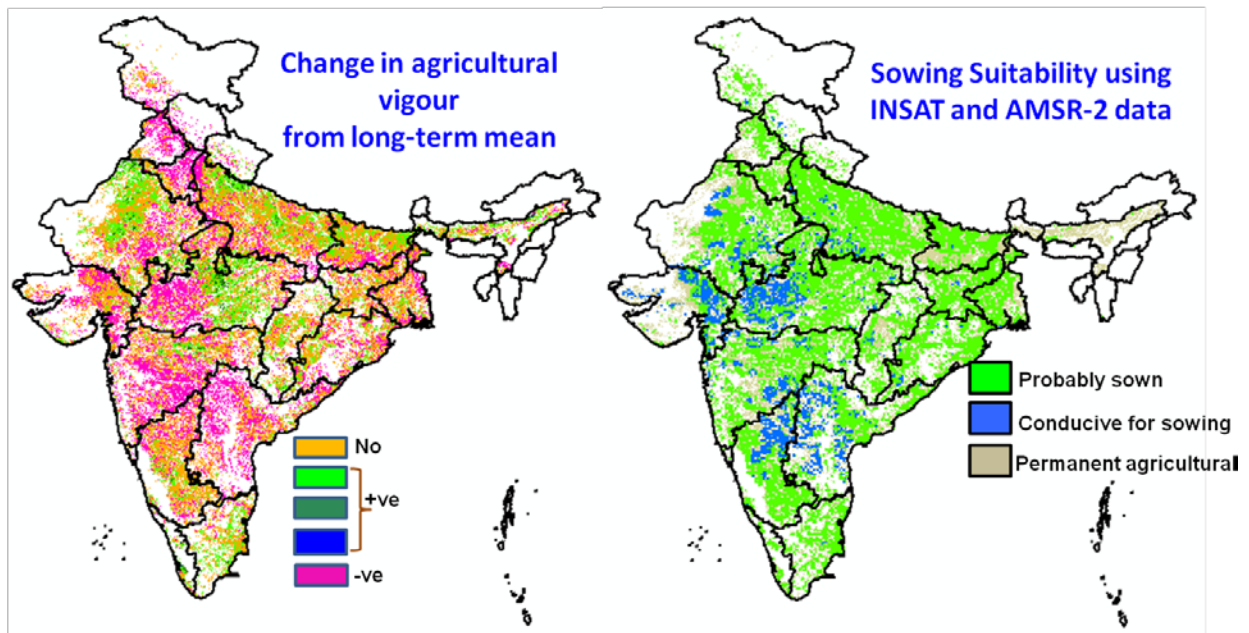 Change in agricultural
vigour
from long-term mean
No
+ve
-ve
Sowing Suitability using
INSAT and AMSR-2 data
Probably sown
Conducive for sowing
Permanent agricultural